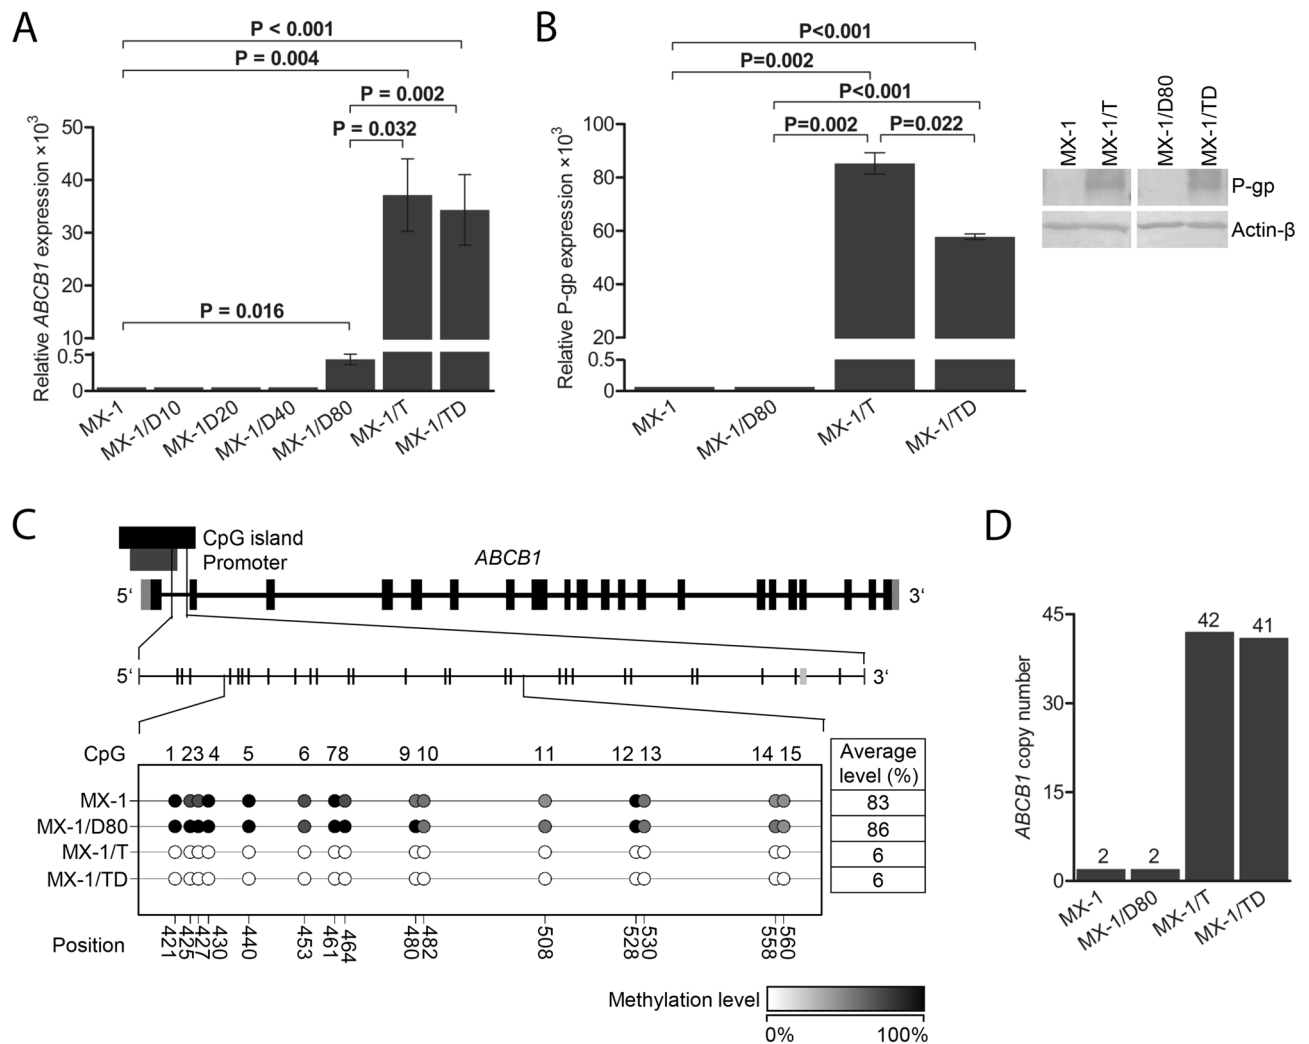 A
P < 0.001
P = 0.004
P = 0.002
P = 0.032
P = 0.016
Relative ABCB1 expression ×10³
50
40
30
20
10
0.5
0
MX-1
MX-1/D10
MX-1D20
MX-1/D40
MX-1/D80
MX-1/T
MX-1/TD
B
P<0.001
P=0.002
P<0.001
P=0.002
P=0.022
Relative P-gp expression ×10³
100
80
60
40
20
0.5
0
MX-1
MX-1/D80
MX-1/T
MX-1/TD
MX-1
MX-1/T
MX-1/D80
MX-1/TD
P-gp
Actin-β
C
CpG island
Promoter
ABCB1
5‘
3‘
5‘
3‘
CpG 1 2 3 4 5 6 7 8 9 10 11 12 13 14 15
Average
level (%)
MX-1 83
MX-1/D80 86
MX-1/T 6
MX-1/TD 6
Position 421 425 427 430 440 453 461 464 480 482 508 528 530 558 560
Methylation level
0% 100%
D
ABCB1 copy number
45
30
15
0
2
2
42
41
MX-1
MX-1/D80
MX-1/T
MX-1/TD